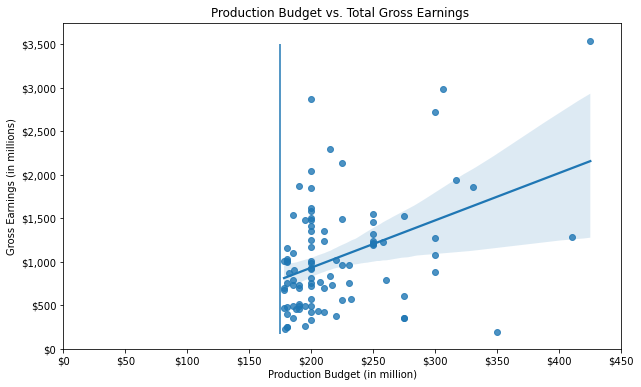 Production Budget vs. Total Gross Earnings
$3,500
$3,000
$2,500
$2,000
$1,500
$1,000
$500
$0
Gross Earnings (in millions)
$0 $50 $100 $150 $200 $250 $300 $350 $400 $450
Production Budget (in million)